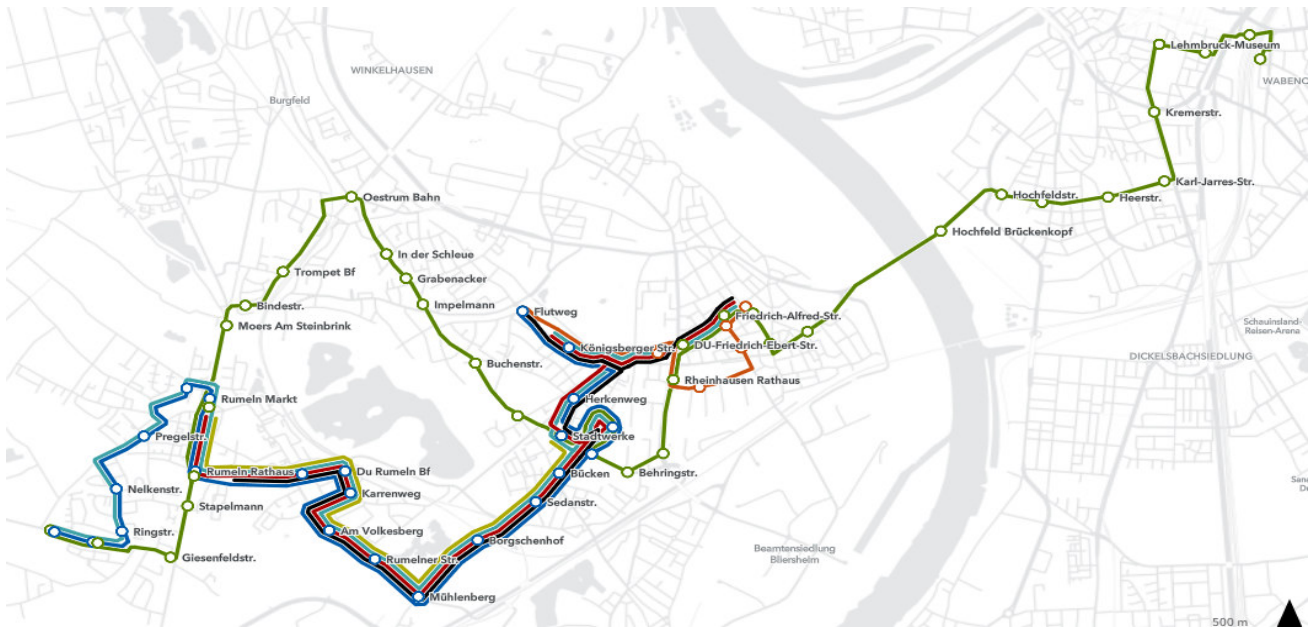 Lehmbruck-Museum
WINKELHAUSEN
Burgfeld
Kremerstr.
Karl-Jarres-Str.
Oestrum Bahn
Hochfeldstr.
Heerstr.
Hochfeld Brückenkopf
In der Schleue
Trompet Bf
Grabenacker
Bindestr.
Impelmann
Flutweg
Friedrich-Alfred-Str.
Moers Am Steinbrink
Schauinsland-
Reisen-Arena
Königsberger Str.
DU-Friedrich-Ebert-Str.
DICKELSBACHSIEDLUNG
Buchenstr.
Rheinhausen Rathaus
Rumeln Markt
Herkenweg
Pregelstr.
Stadtwerke
Rumeln Rathaus
Du Rumeln Bf
Bücken
Behringstr.
Nelkenstr.
Karrenweg
Stapelmann
Sedanstr.
Ringstr.
Am Volkesberg
Borgschenhof
Giesenfeldstr.
Rumelner Str.
Beamtensiedlung
Bliersheim
Mühlenberg
500 m